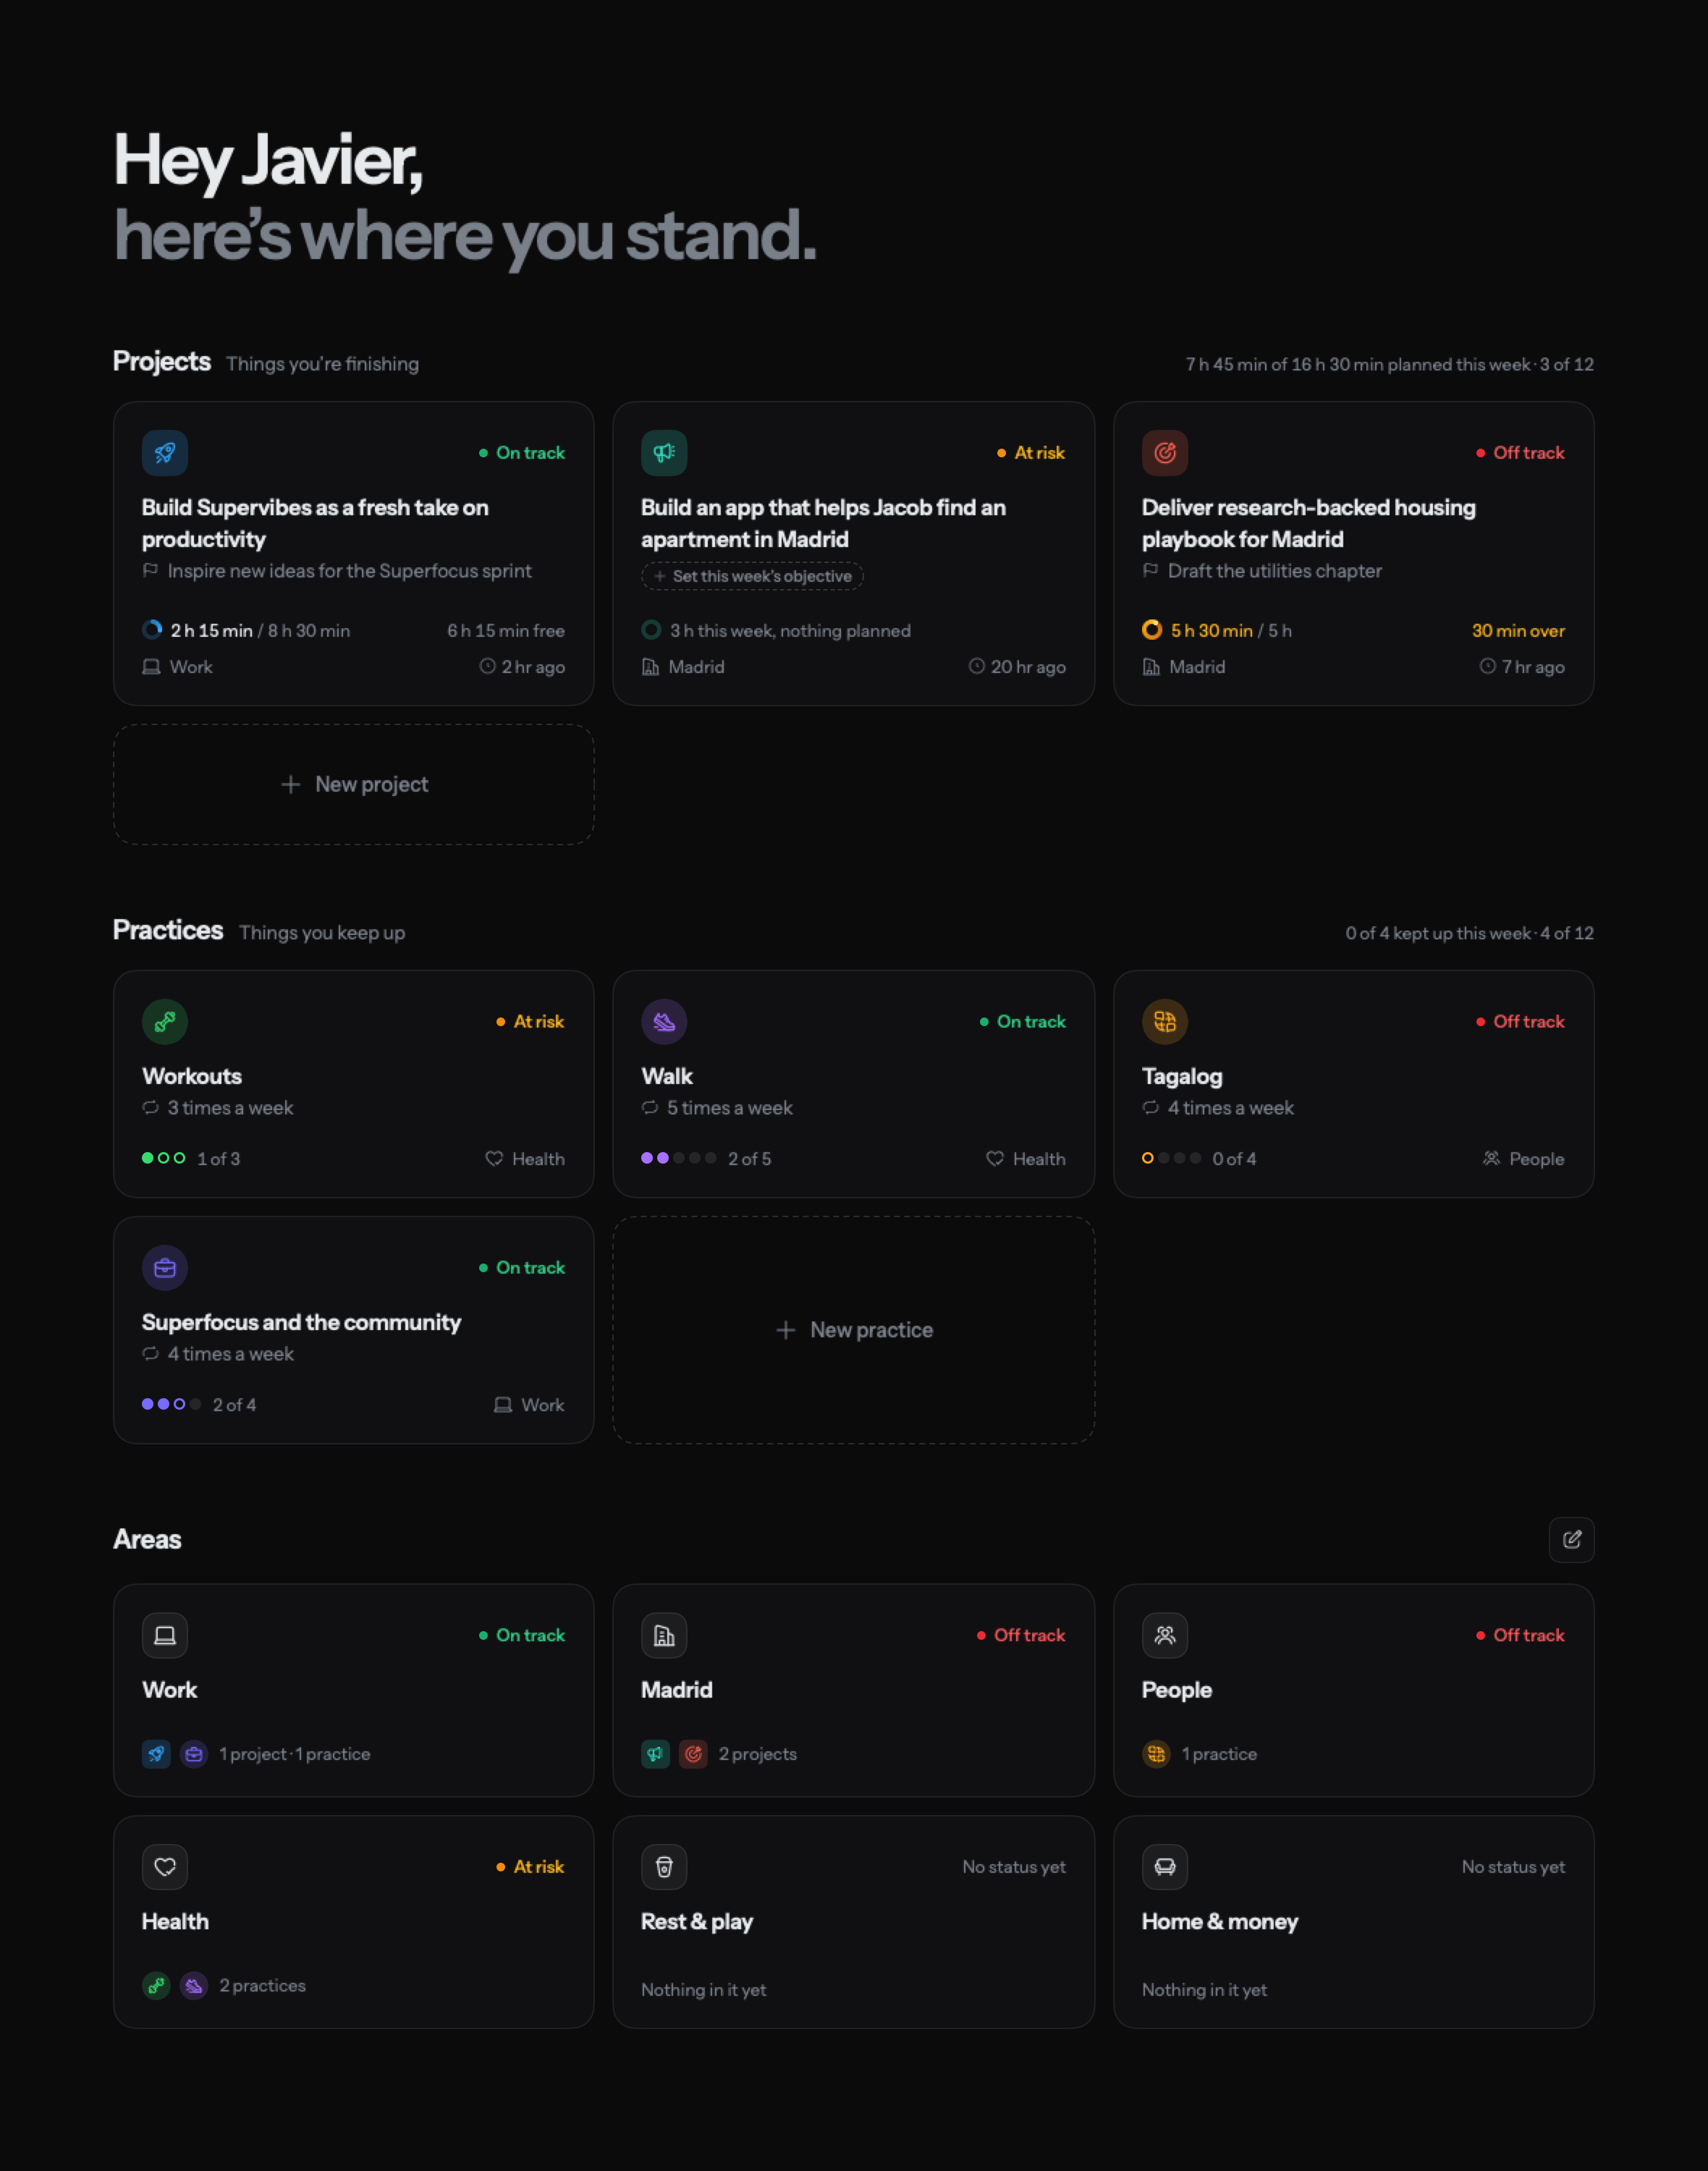 Hey Javier,
here's where you stand.
Projects Things you're finishing
7 h 45 min of 16 h 30 min planned this week · 3 of 12
On track
Build Supervibes as a fresh take on
productivity
Inspire new ideas for the Superfocus sprint
2 h 15 min / 8 h 30 min
6 h 15 min free
Work
2 hr ago
At risk
Build an app that helps Jacob find an
apartment in Madrid
+ Set this week's objective
3 h this week, nothing planned
Madrid
20 hr ago
Off track
Deliver research-backed housing
playbook for Madrid
Draft the utilities chapter
5 h 30 min / 5 h
30 min over
Madrid
7 hr ago
+ New project
Practices Things you keep up
0 of 4 kept up this week · 4 of 12
At risk
Workouts
3 times a week
1 of 3
Health
On track
Walk
5 times a week
2 of 5
Health
Off track
Tagalog
4 times a week
0 of 4
People
On track
Superfocus and the community
4 times a week
2 of 4
Work
+ New practice
Areas
On track
Work
1 project · 1 practice
Off track
Madrid
2 projects
Off track
People
1 practice
At risk
Health
2 practices
No status yet
Rest & play
Nothing in it yet
No status yet
Home & money
Nothing in it yet